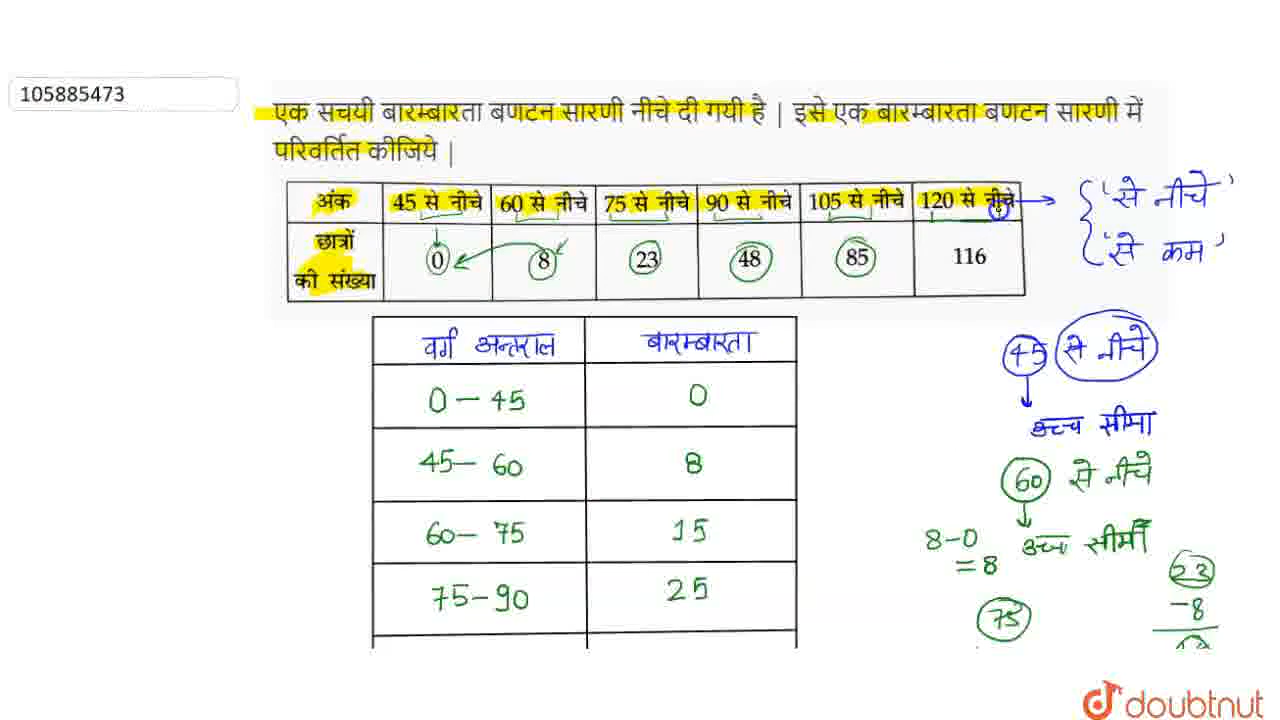 105885473
एक सचयी बारम्बारता बणटन सारणी नीचे दी गयी है | इसे एक बारम्बारता बणटन सारणी में
परिवर्तित कीजिये |
अंक 45 से नीचे 60 से नीचे 75 से नीचे 90 से नीचे 105 से नीचे 120 से नीचे
छात्रों
की संख्या 0 8 23 48 85 116
'से नीचे'
'से कम'
वर्ग अन्तराल बारम्बारता
0 – 45 0
45 – 60 8
60 – 75 15
75 – 90 25
45 से नीचे
उच्च सीमा
60 से नीचे
उच्च सीमा
8 – 0
= 8
75
23
– 8
doubtnut